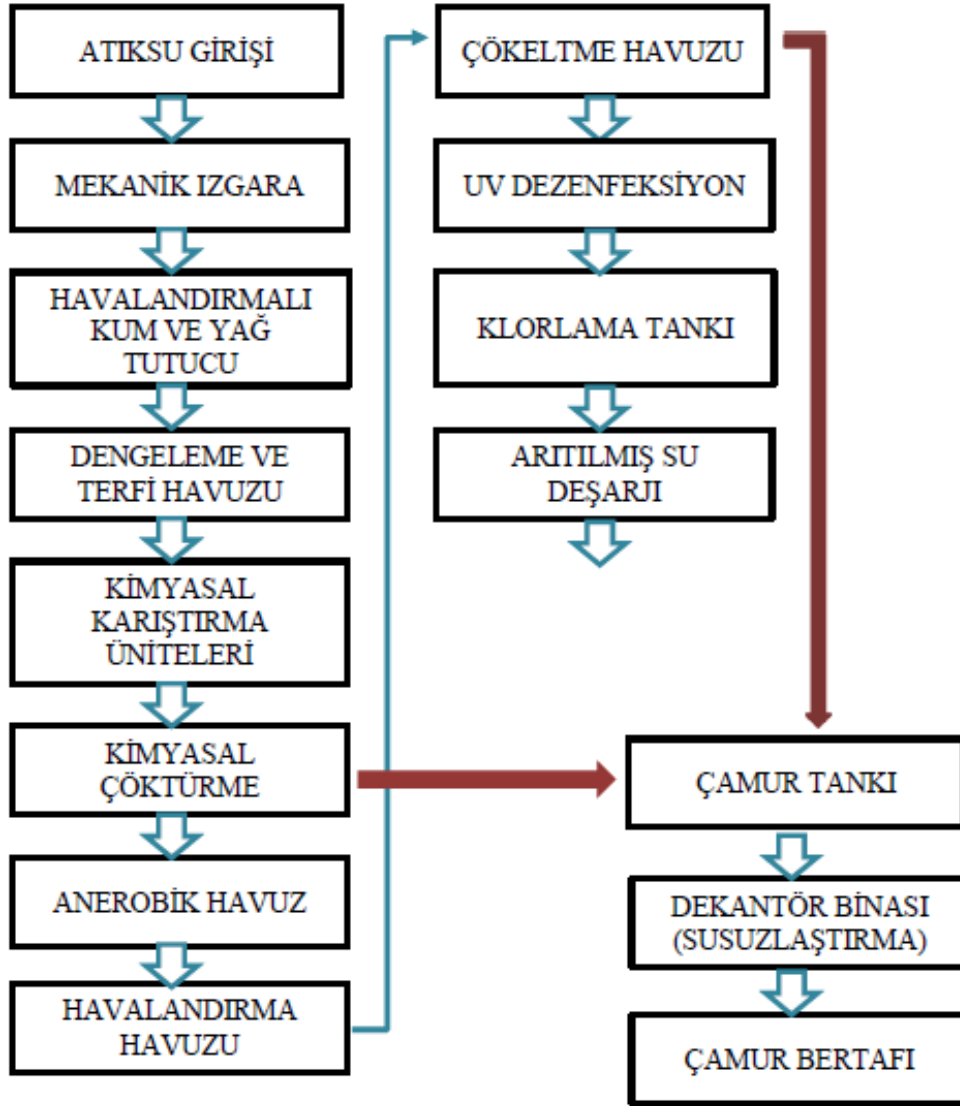 ATIKSU GİRİŞİ
MEKANİK IZGARA
HAVALANDIRMALI
KUM VE YAĞ
TUTUCU
DENGELEME VE
TERFİ HAVUZU
KİMYASAL
KARIŞTIRMA
ÜNİTELERİ
KİMYASAL
ÇÖKTÜRME
ANEROBİK HAVUZ
HAVALANDIRMA
HAVUZU
ÇÖKELTME HAVUZU
UV DEZENFEKSİYON
KLORLAMA TANKI
ARITILMIŞ SU
DEŞARJI
ÇAMUR TANKI
DEKANTÖR BİNASI
(SUSUZLAŞTIRMA)
ÇAMUR BERTAFI